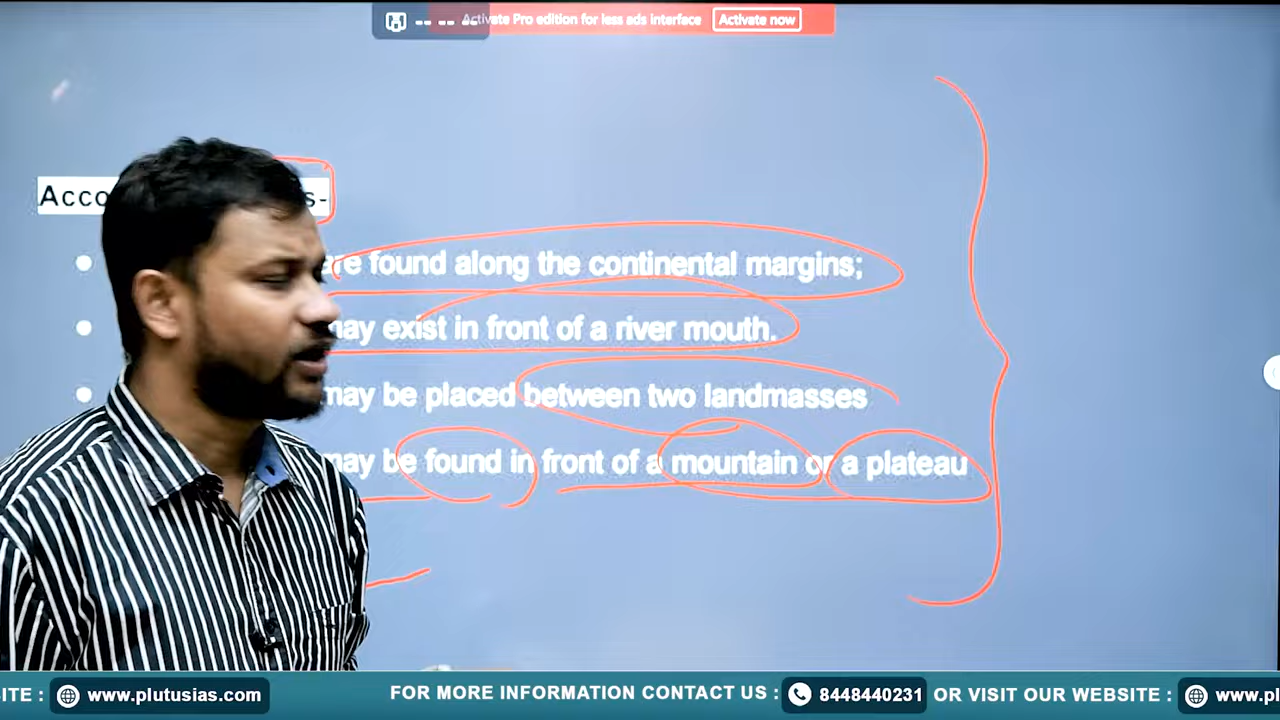 Activate Pro edition for less ads interface Activate now
Acco s-
are found along the continental margins;
may exist in front of a river mouth.
may be placed between two landmasses
may be found in front of a mountain or a plateau
SITE : www.plutusias.com FOR MORE INFORMATION CONTACT US : 8448440231 OR VISIT OUR WEBSITE : www.pl